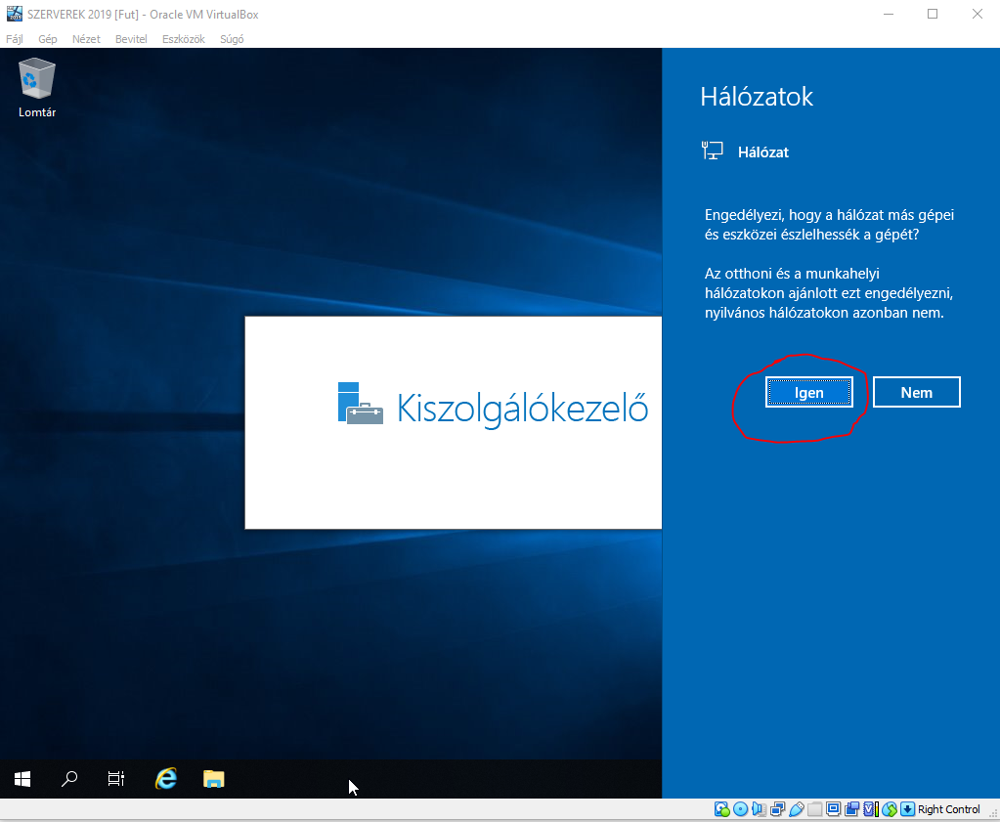 SZERVEREK 2019 [Fut] - Oracle VM VirtualBox
Fájl Gép Nézet Bevitel Eszközök Súgó
Lomtár
Kiszolgálókezelő
Hálózatok
Hálózat
Engedélyezi, hogy a hálózat más gépei
és eszközei észlelhessék a gépét?
Az otthoni és a munkahelyi
hálózatokon ajánlott ezt engedélyezni,
nyilvános hálózatokon azonban nem.
Igen Nem
Right Control